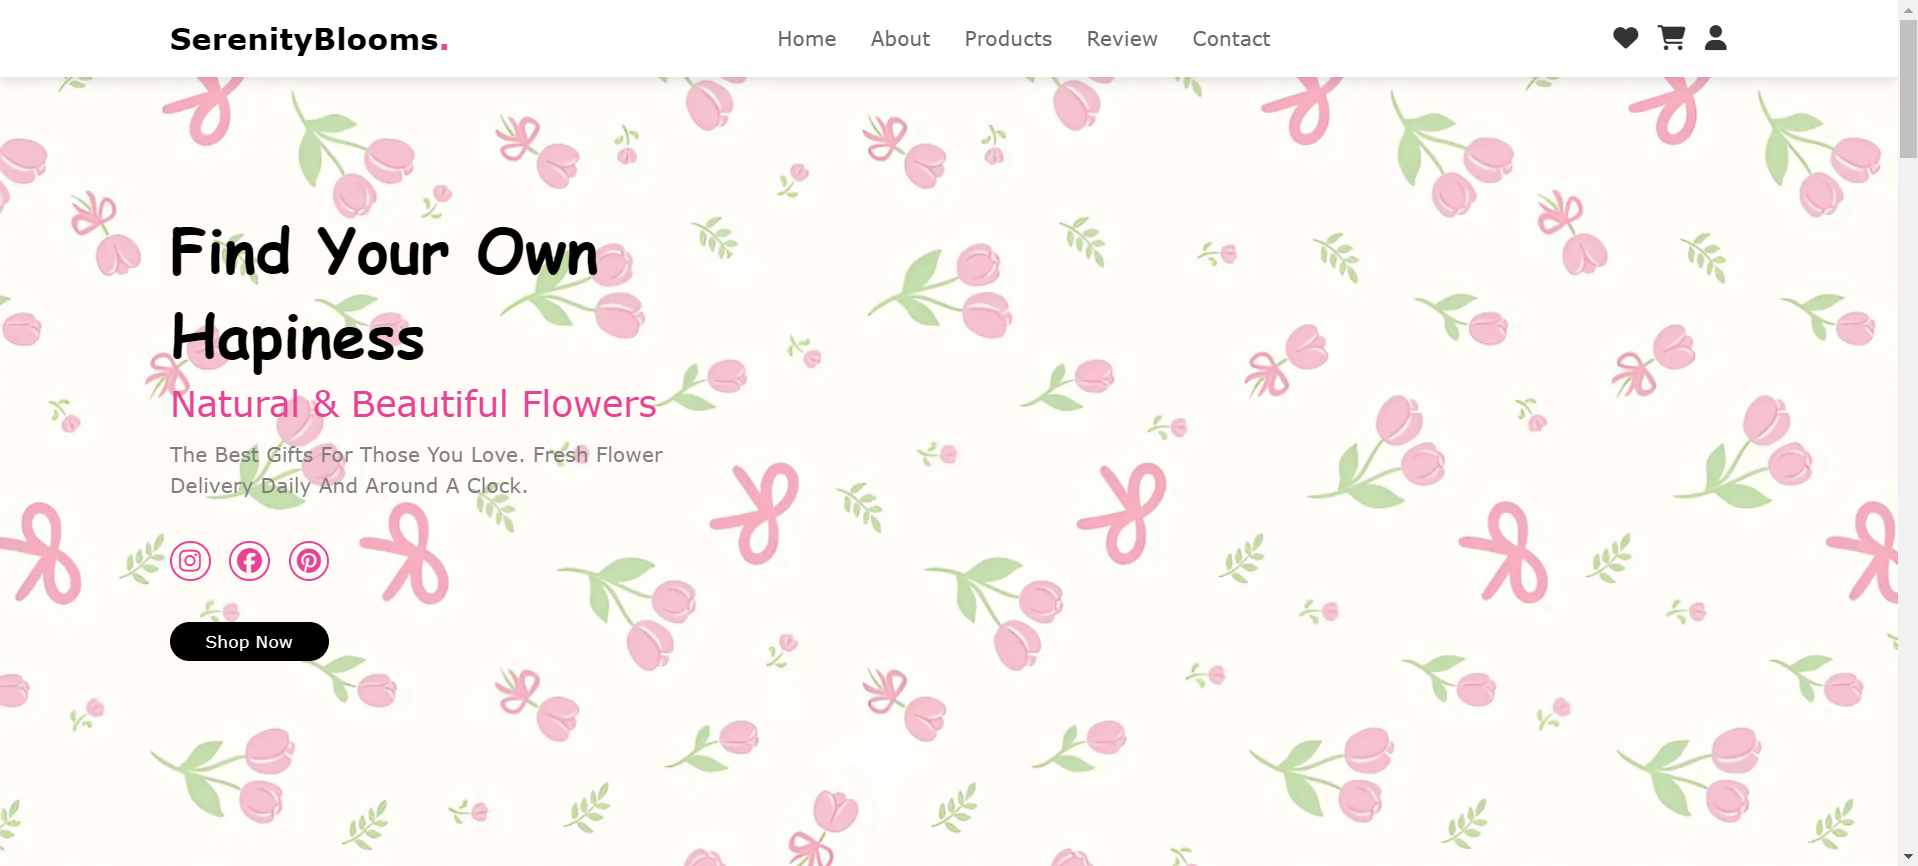 SerenityBlooms.
Home About Products Review Contact
Find Your Own
Hapiness
Natural & Beautiful Flowers
The Best Gifts For Those You Love. Fresh Flower
Delivery Daily And Around A Clock.
Shop Now